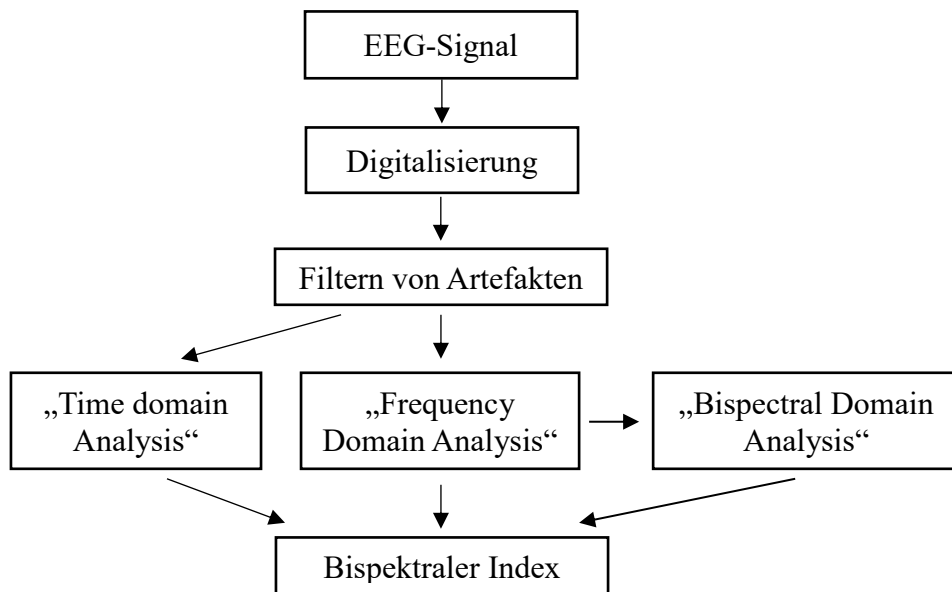 EEG-Signal
Digitalisierung
Filtern von Artefakten
„Time domain
Analysis“
„Frequency
Domain Analysis“
„Bispectral Domain
Analysis“
Bispektraler Index